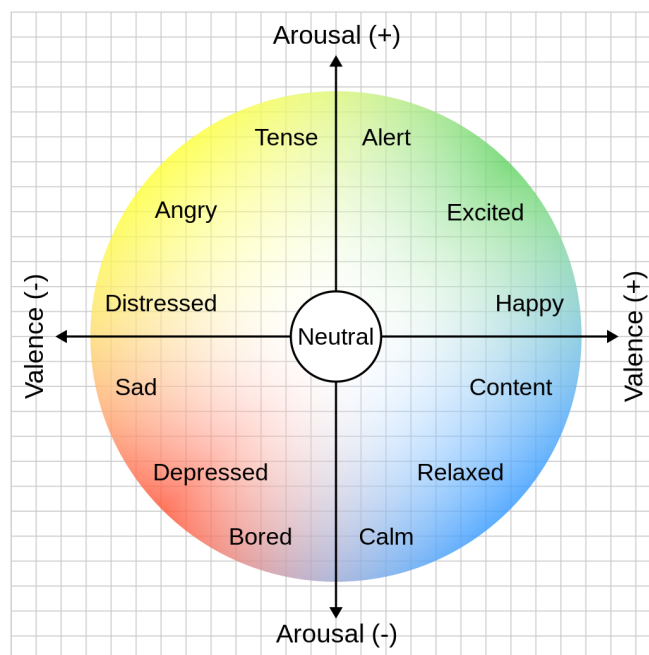 Arousal (+)
Tense
Alert
Angry
Excited
Distressed
Happy
Valence (-)
Neutral
Valence (+)
Sad
Content
Depressed
Relaxed
Bored
Calm
Arousal (-)